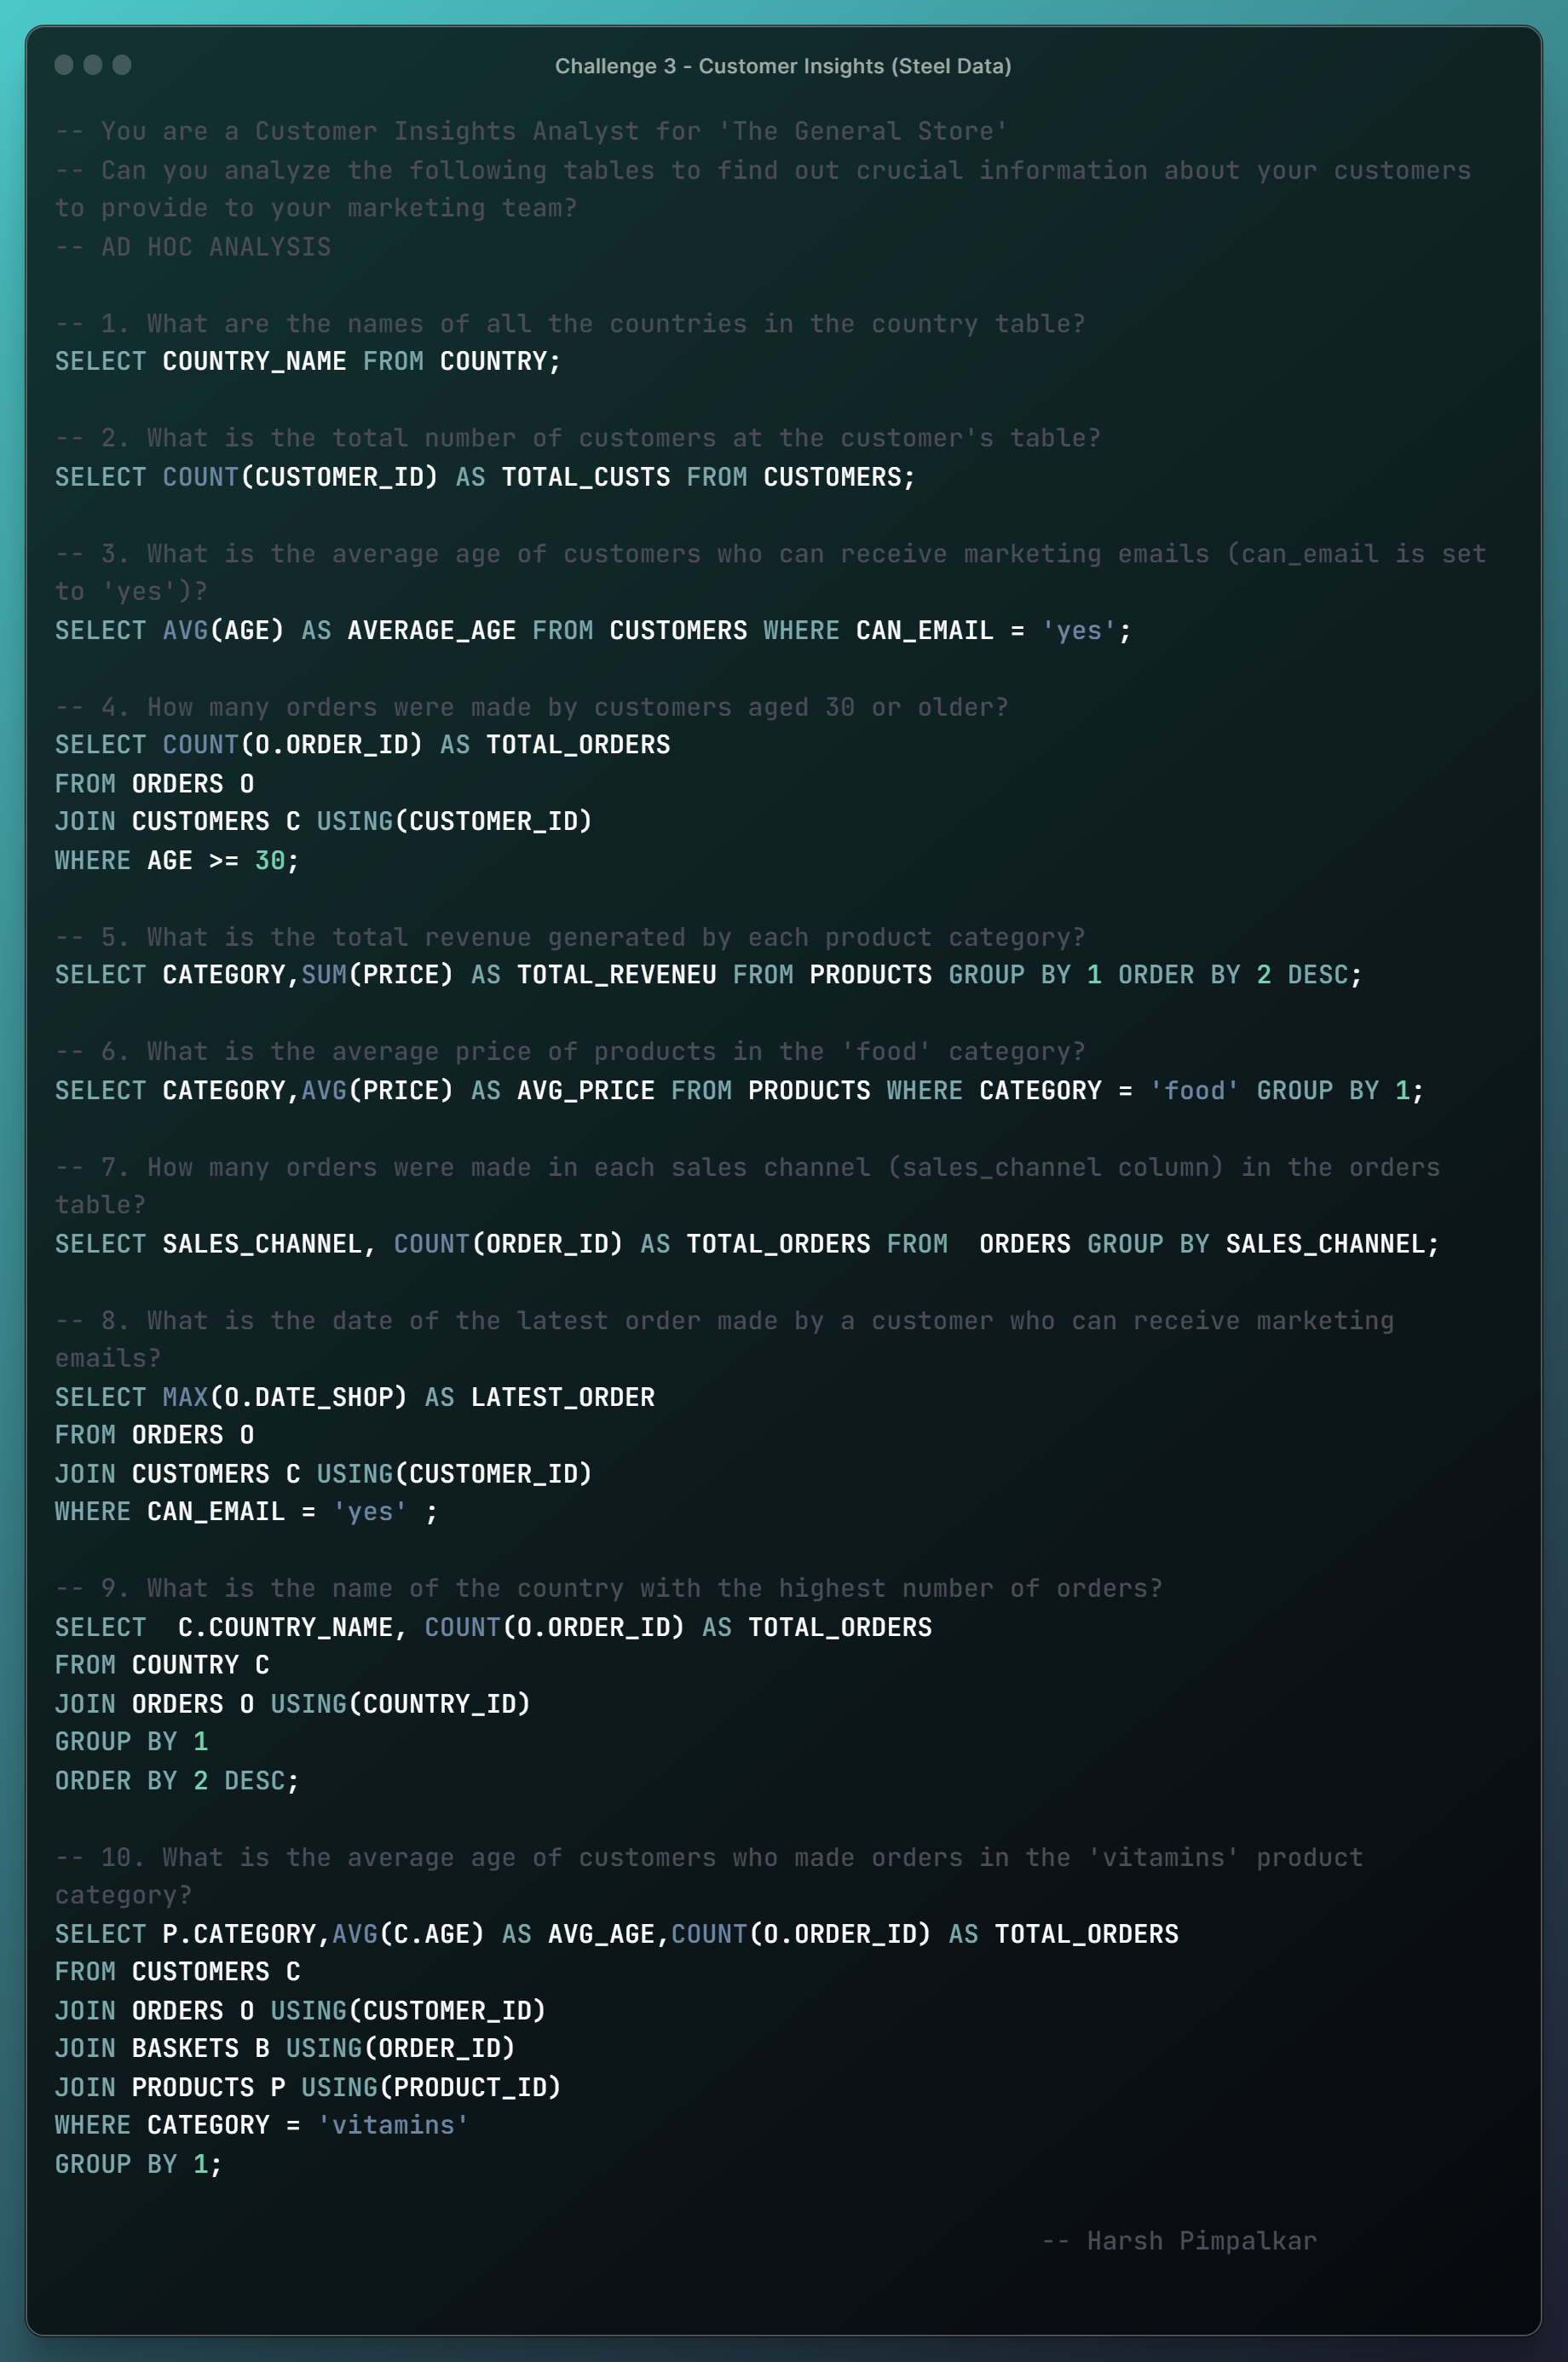 Challenge 3 - Customer Insights (Steel Data)
-- You are a Customer Insights Analyst for 'The General Store'
-- Can you analyze the following tables to find out crucial information about your customers
to provide to your marketing team?
-- AD HOC ANALYSIS
-- 1. What are the names of all the countries in the country table?
SELECT COUNTRY_NAME FROM COUNTRY;
-- 2. What is the total number of customers at the customer's table?
SELECT COUNT(CUSTOMER_ID) AS TOTAL_CUSTS FROM CUSTOMERS;
-- 3. What is the average age of customers who can receive marketing emails (can_email is set
to 'yes')?
SELECT AVG(AGE) AS AVERAGE_AGE FROM CUSTOMERS WHERE CAN_EMAIL = 'yes';
-- 4. How many orders were made by customers aged 30 or older?
SELECT COUNT(O.ORDER_ID) AS TOTAL_ORDERS
FROM ORDERS O
JOIN CUSTOMERS C USING(CUSTOMER_ID)
WHERE AGE >= 30;
-- 5. What is the total revenue generated by each product category?
SELECT CATEGORY,SUM(PRICE) AS TOTAL_REVENEU FROM PRODUCTS GROUP BY 1 ORDER BY 2 DESC;
-- 6. What is the average price of products in the 'food' category?
SELECT CATEGORY,AVG(PRICE) AS AVG_PRICE FROM PRODUCTS WHERE CATEGORY = 'food' GROUP BY 1;
-- 7. How many orders were made in each sales channel (sales_channel column) in the orders
table?
SELECT SALES_CHANNEL, COUNT(ORDER_ID) AS TOTAL_ORDERS FROM  ORDERS GROUP BY SALES_CHANNEL;
-- 8. What is the date of the latest order made by a customer who can receive marketing
emails?
SELECT MAX(O.DATE_SHOP) AS LATEST_ORDER
FROM ORDERS O
JOIN CUSTOMERS C USING(CUSTOMER_ID)
WHERE CAN_EMAIL = 'yes' ;
-- 9. What is the name of the country with the highest number of orders?
SELECT  C.COUNTRY_NAME, COUNT(O.ORDER_ID) AS TOTAL_ORDERS
FROM COUNTRY C
JOIN ORDERS O USING(COUNTRY_ID)
GROUP BY 1
ORDER BY 2 DESC;
-- 10. What is the average age of customers who made orders in the 'vitamins' product
category?
SELECT P.CATEGORY,AVG(C.AGE) AS AVG_AGE,COUNT(O.ORDER_ID) AS TOTAL_ORDERS
FROM CUSTOMERS C
JOIN ORDERS O USING(CUSTOMER_ID)
JOIN BASKETS B USING(ORDER_ID)
JOIN PRODUCTS P USING(PRODUCT_ID)
WHERE CATEGORY = 'vitamins'
GROUP BY 1;
-- Harsh Pimpalkar